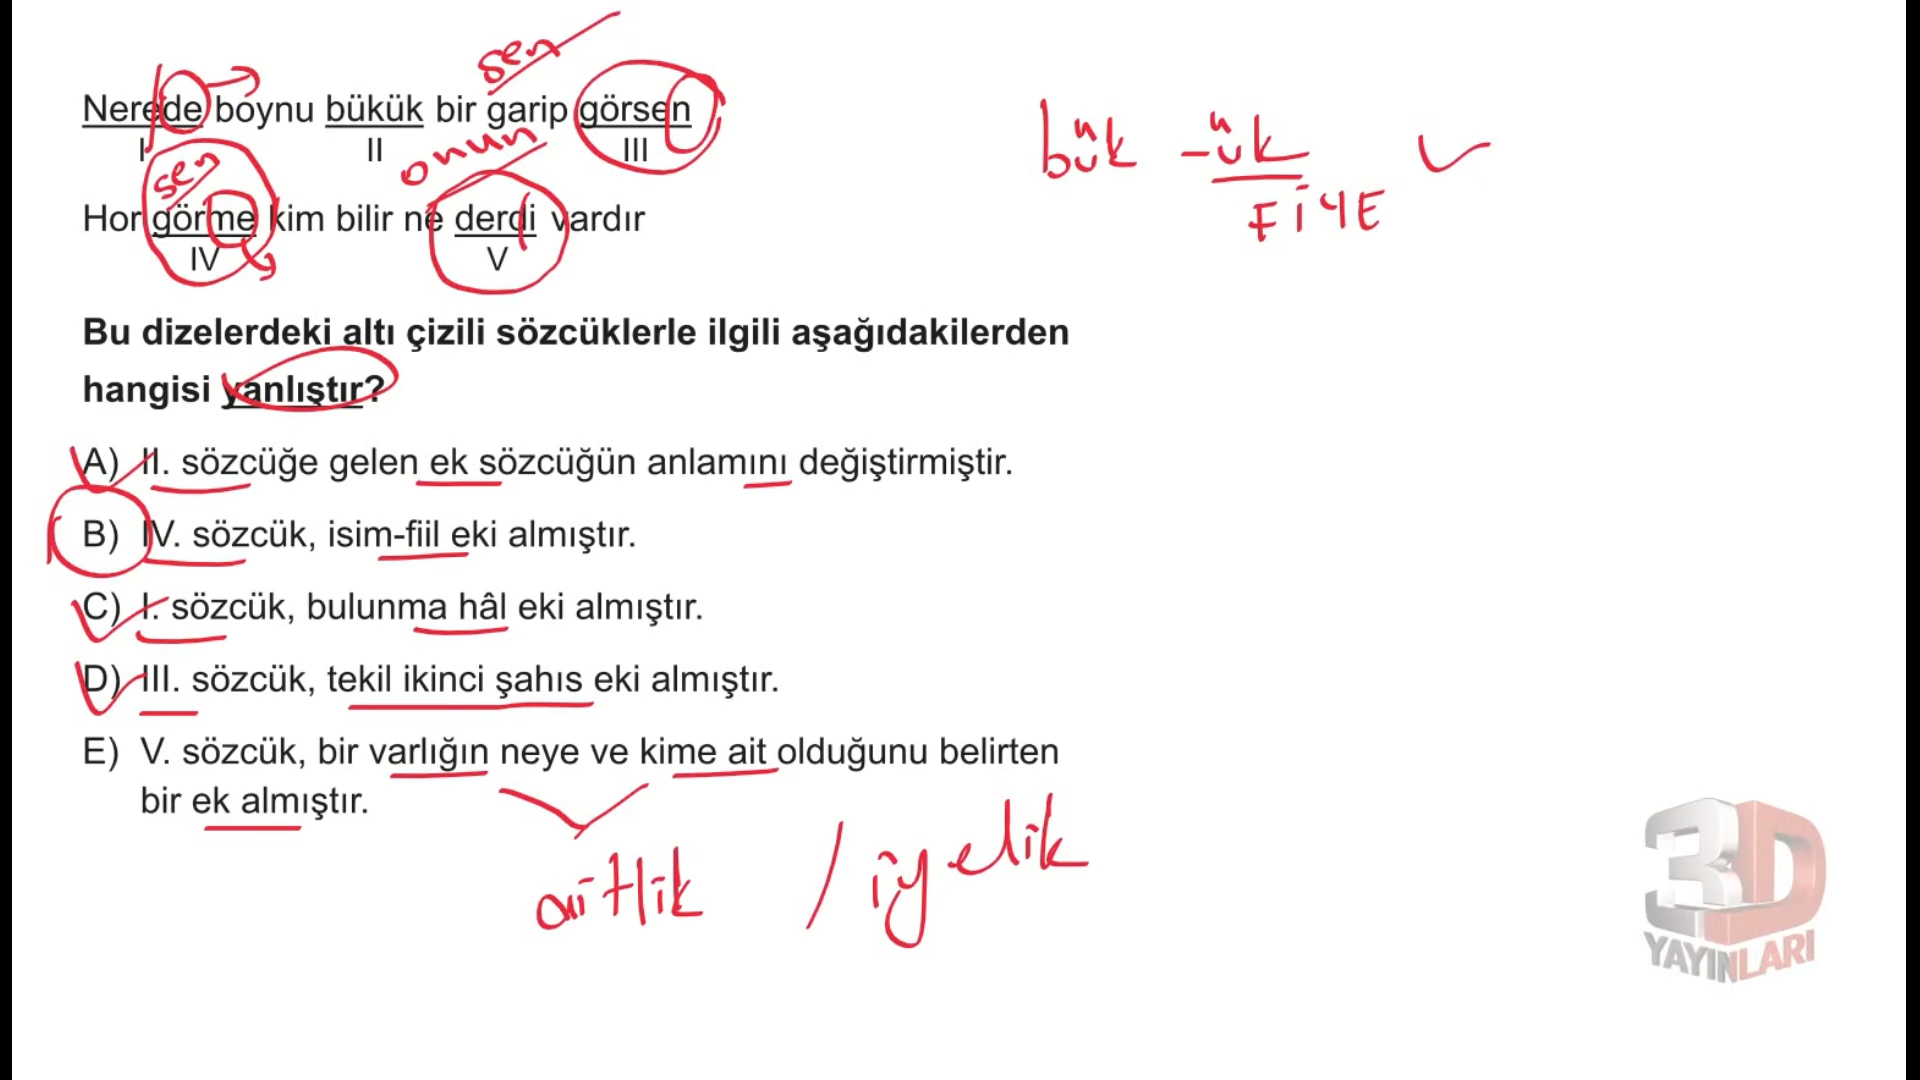 sen
Nerede boynu bükük bir garip görsen
I II III
sen onun
Hor görme kim bilir ne derdi vardır
IV V
bük -ük
FİYE
Bu dizelerdeki altı çizili sözcüklerle ilgili aşağıdakilerden
hangisi yanlıştır?
A) II. sözcüğe gelen ek sözcüğün anlamını değiştirmiştir.
B) IV. sözcük, isim-fiil eki almıştır.
C) I. sözcük, bulunma hâl eki almıştır.
D) III. sözcük, tekil ikinci şahıs eki almıştır.
E) V. sözcük, bir varlığın neye ve kime ait olduğunu belirten
bir ek almıştır.
aitlik / iyelik
3D
YAYINLARI